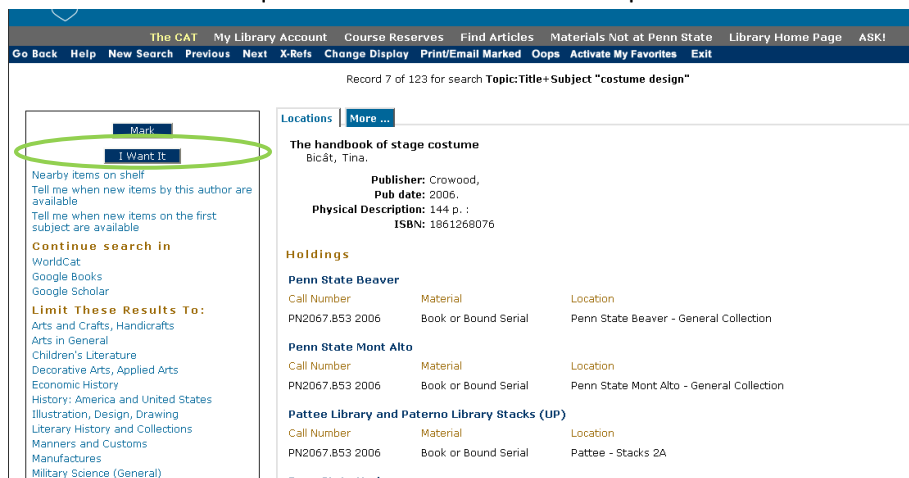 The CAT My Library Account Course Reserves Find Articles Materials Not at Penn State Library Home Page ASK!
Go Back Help New Search Previous Next X-Refs Change Display Print/Email Marked Oops Activate My Favorites Exit
Record 7 of 123 for search Topic:Title+Subject "costume design"
Mark
I Want It
Nearby items on shelf
Tell me when new items by this author are
available
Tell me when new items on the first
subject are available
Continue search in
WorldCat
Google Books
Google Scholar
Limit These Results To:
Arts and Crafts, Handicrafts
Arts in General
Children's Literature
Decorative Arts, Applied Arts
Economic History
History: America and United States
Illustration, Design, Drawing
Literary History and Collections
Manners and Customs
Manufactures
Military Science (General)
Locations More ...
The handbook of stage costume
Bicât, Tina.
Publisher: Crowood,
Pub date: 2006.
Physical Description: 144 p. :
ISBN: 1861268076
Holdings
Penn State Beaver
Call Number Material Location
PN2067.B53 2006 Book or Bound Serial Penn State Beaver - General Collection
Penn State Mont Alto
Call Number Material Location
PN2067.B53 2006 Book or Bound Serial Penn State Mont Alto - General Collection
Pattee Library and Paterno Library Stacks (UP)
Call Number Material Location
PN2067.B53 2006 Book or Bound Serial Pattee - Stacks 2A